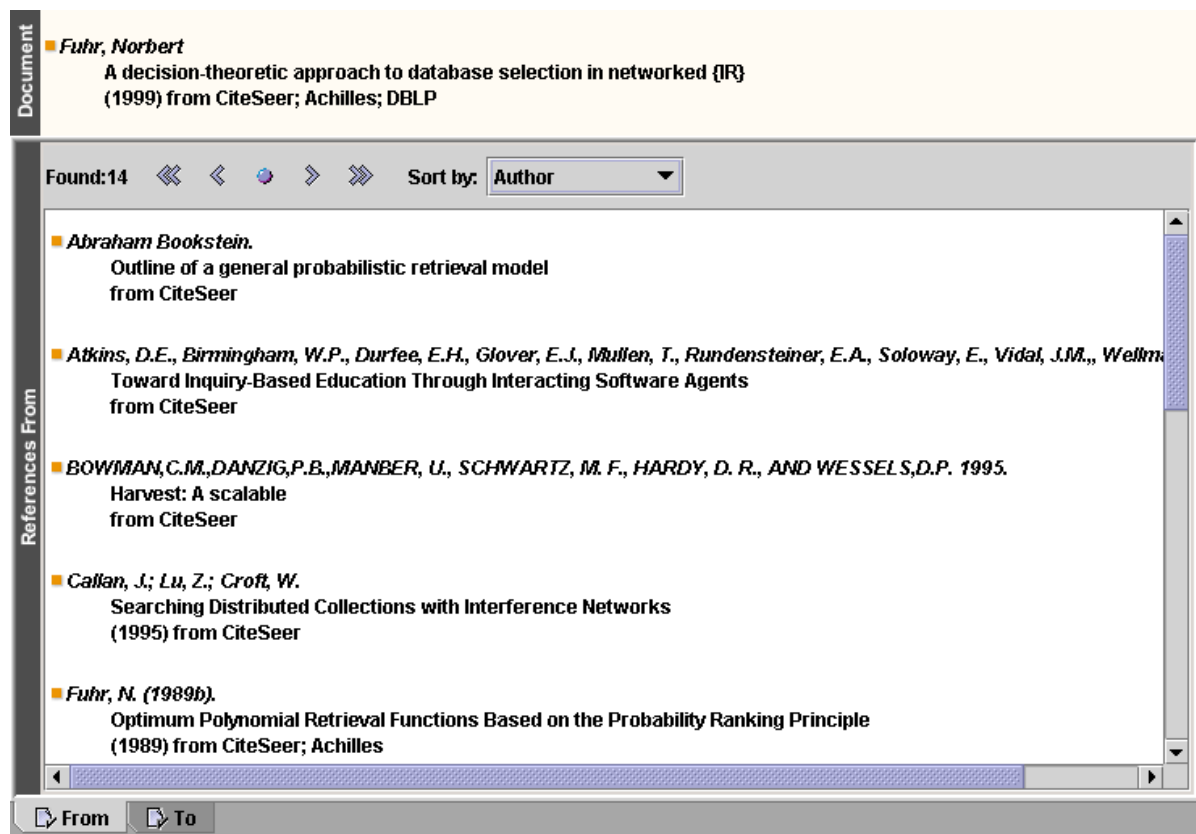 Document
Fuhr, Norbert
A decision-theoretic approach to database selection in networked {IR}
(1999) from CiteSeer; Achilles; DBLP
References From
Found:14
Sort by: Author
Abraham Bookstein.
Outline of a general probabilistic retrieval model
from CiteSeer
Atkins, D.E., Birmingham, W.P., Durfee, E.H., Glover, E.J., Mullen, T., Rundensteiner, E.A., Soloway, E., Vidal, J.M,,
Toward Inquiry-Based Education Through Interacting Software Agents
from CiteSeer
BOWMAN,C.M.,DANZIG,P.B.,MANBER, U., SCHWARTZ, M. F., HARDY, D. R., AND WESSELS,D.P. 1995.
Harvest: A scalable
from CiteSeer
Callan, J.; Lu, Z.; Croft, W.
Searching Distributed Collections with Interference Networks
(1995) from CiteSeer
Fuhr, N. (1989b).
Optimum Polynomial Retrieval Functions Based on the Probability Ranking Principle
(1989) from CiteSeer; Achilles
From
To